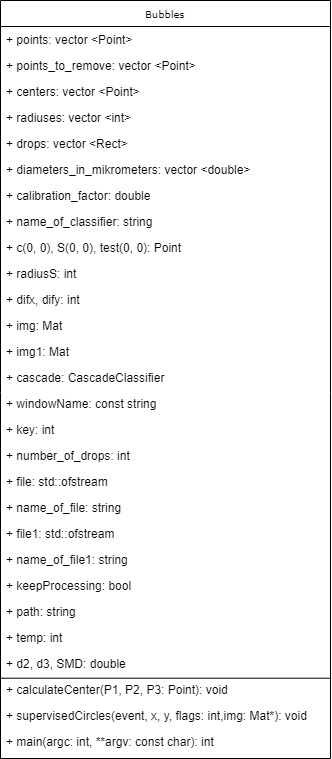 Bubbles
+ points: vector <Point>
+ points_to_remove: vector <Point>
+ centers: vector <Point>
+ radiuses: vector <int>
+ drops: vector <Rect>
+ diameters_in_mikrometers: vector <double>
+ calibration_factor: double
+ name_of_classifier: string
+ c(0, 0), S(0, 0), test(0, 0): Point
+ radiusS: int
+ difx, dify: int
+ img: Mat
+ img1: Mat
+ cascade: CascadeClassifier
+ windowName: const string
+ key: int
+ number_of_drops: int
+ file: std::ofstream
+ name_of_file: string
+ file1: std::ofstream
+ name_of_file1: string
+ keepProcessing: bool
+ path: string
+ temp: int
+ d2, d3, SMD: double
+ calculateCenter(P1, P2, P3: Point): void
+ supervisedCircles(event, x, y, flags: int,img: Mat*): void
+ main(argc: int, **argv: const char): int